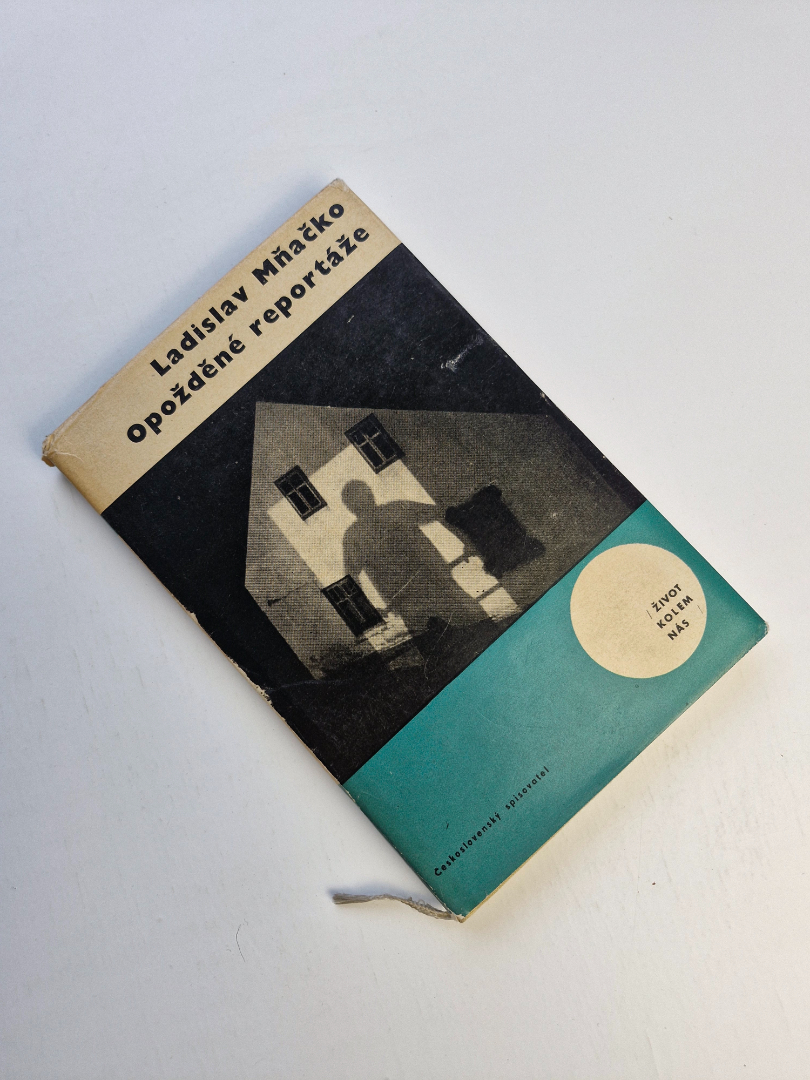 Ladislav Mňačko
Opožděné reportáže
ŽIVOT
KOLEM
NÁS
Československý spisovatel